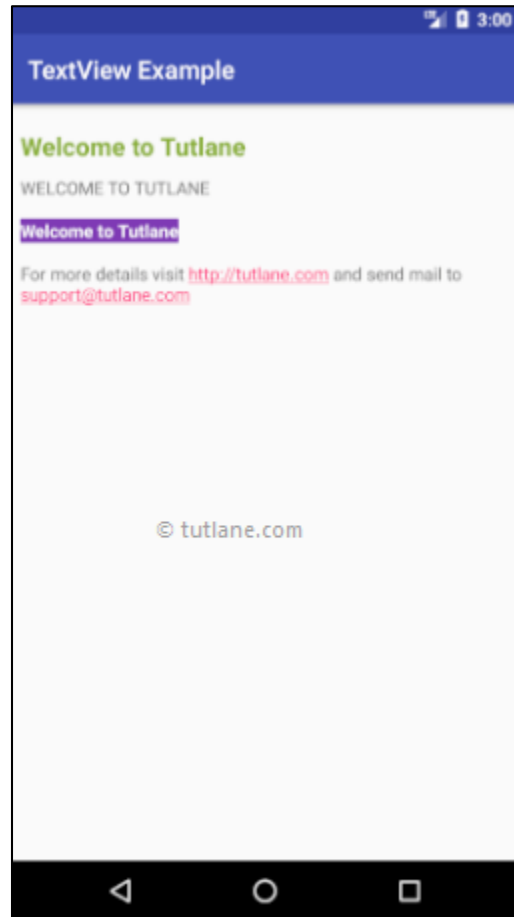 3:00
TextView Example
Welcome to Tutlane
WELCOME TO TUTLANE
Welcome to Tutlane
For more details visit http://tutlane.com and send mail to
support@tutlane.com
© tutlane.com